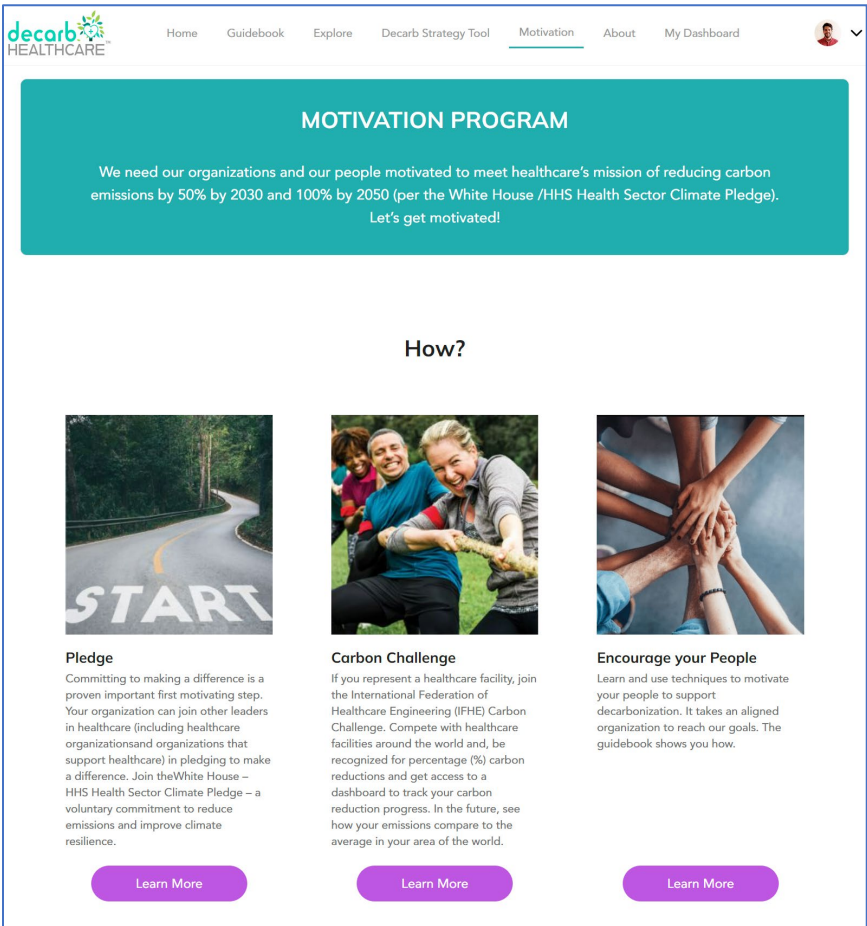 decarb
HEALTHCARE™
Home Guidebook Explore Decarb Strategy Tool Motivation About My Dashboard
MOTIVATION PROGRAM
We need our organizations and our people motivated to meet healthcare's mission of reducing carbon
emissions by 50% by 2030 and 100% by 2050 (per the White House /HHS Health Sector Climate Pledge).
Let's get motivated!
How?
START
Pledge
Committing to making a difference is a
proven important first motivating step.
Your organization can join other leaders
in healthcare (including healthcare
organizationsand organizations that
support healthcare) in pledging to make
a difference. Join theWhite House –
HHS Health Sector Climate Pledge – a
voluntary commitment to reduce
emissions and improve climate
resilience.
Learn More
Carbon Challenge
If you represent a healthcare facility, join
the International Federation of
Healthcare Engineering (IFHE) Carbon
Challenge. Compete with healthcare
facilities around the world and, be
recognized for percentage (%) carbon
reductions and get access to a
dashboard to track your carbon
reduction progress. In the future, see
how your emissions compare to the
average in your area of the world.
Learn More
Encourage your People
Learn and use techniques to motivate
your people to support
decarbonization. It takes an aligned
organization to reach our goals. The
guidebook shows you how.
Learn More